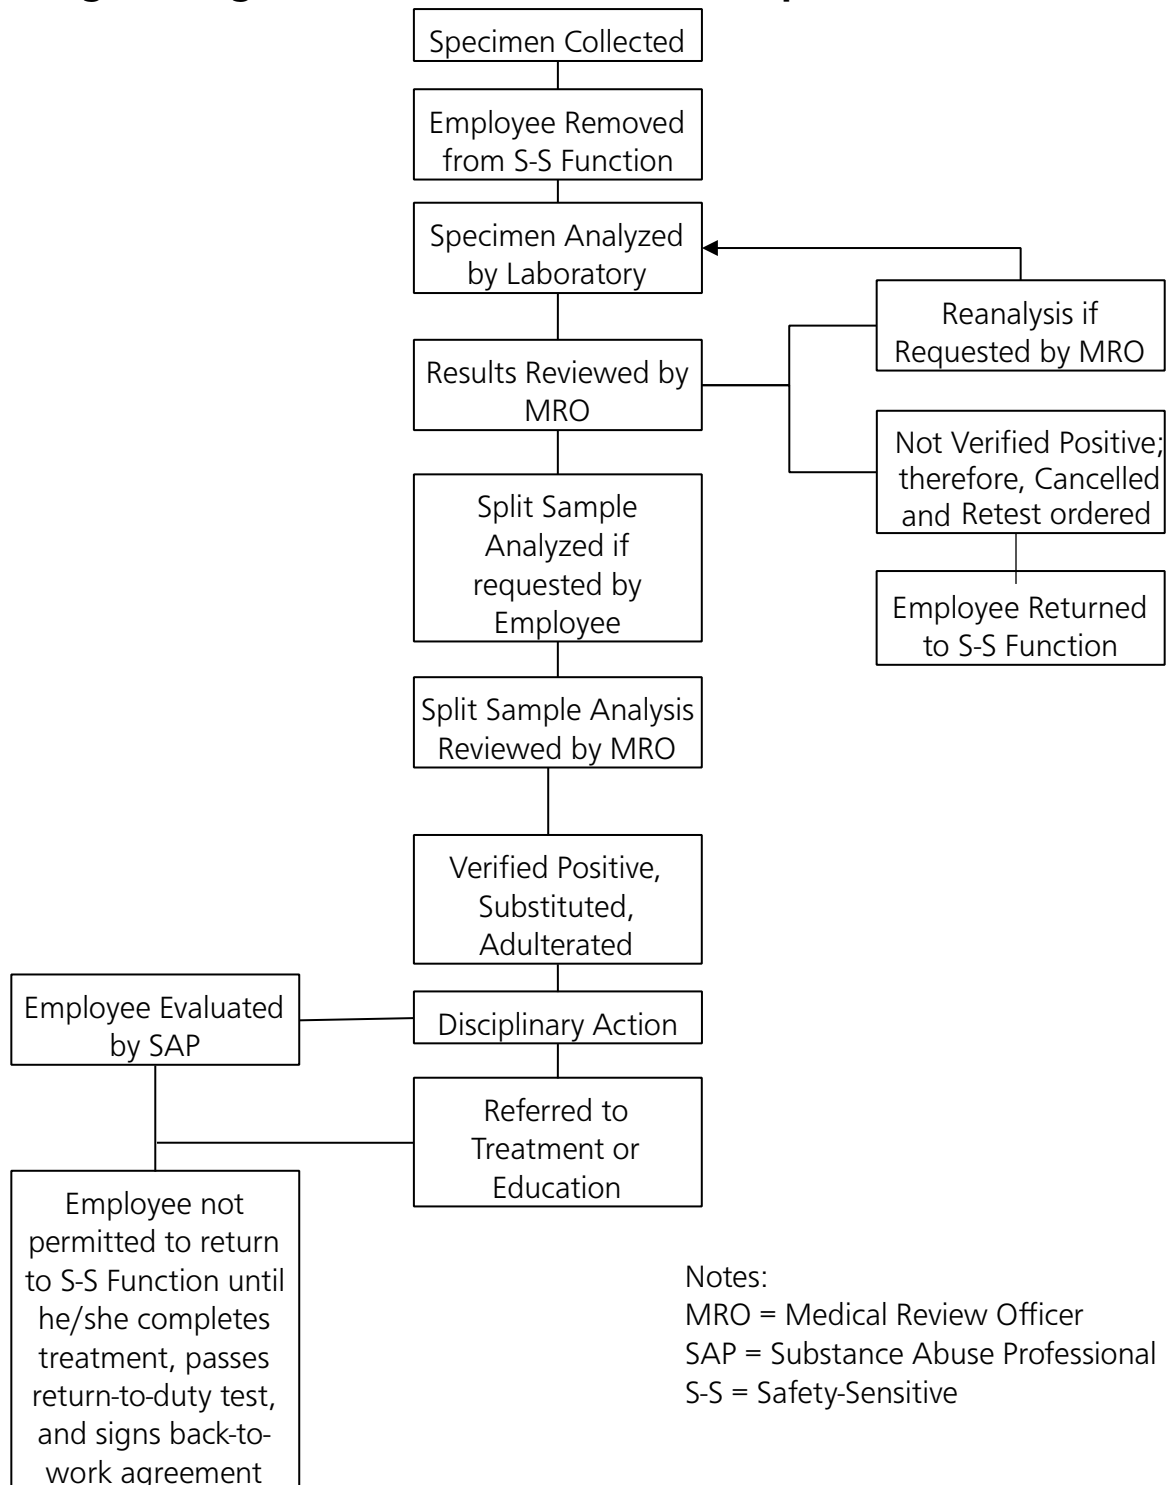 Specimen Collected
Employee Removed
from S-S Function
Specimen Analyzed
by Laboratory
Reanalysis if
Requested by MRO
Results Reviewed by
MRO
Not Verified Positive;
therefore, Cancelled
and Retest ordered
Split Sample
Analyzed if
requested by
Employee
Employee Returned
to S-S Function
Split Sample Analysis
Reviewed by MRO
Verified Positive,
Substituted,
Adulterated
Employee Evaluated
by SAP
Disciplinary Action
Referred to
Treatment or
Education
Employee not
permitted to return
to S-S Function until
he/she completes
treatment, passes
return-to-duty test,
and signs back-to-
work agreement
Notes:
MRO = Medical Review Officer
SAP = Substance Abuse Professional
S-S = Safety-Sensitive